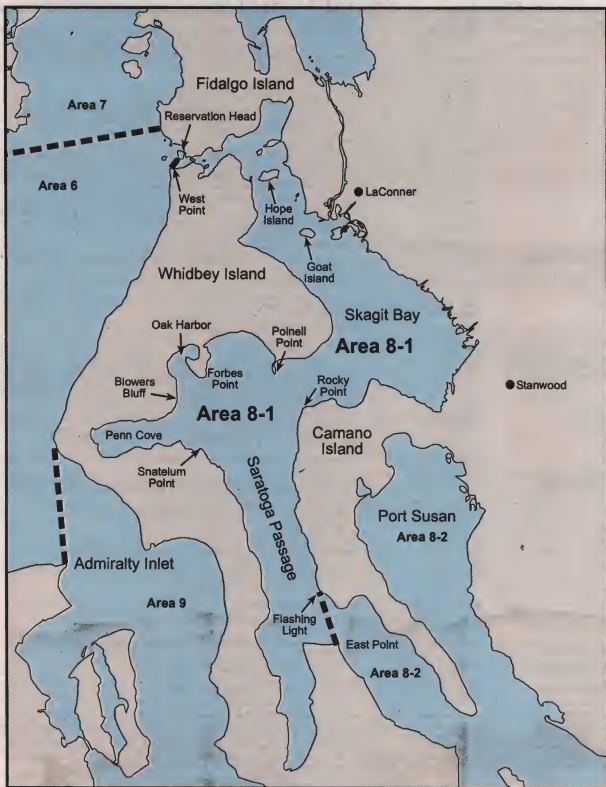 Fidalgo Island
Area 7
Reservation Head
Area 6
West
Point
Hope
Island
LaConner
Goat
Island
Whidbey Island
Skagit Bay
Oak Harbor
Polnell
Point
Area 8-1
Forbes
Point
Blowers
Bluff
Rocky
Point
Stanwood
Area 8-1
Penn Cove
Camano
Island
Snatelum
Point
Saratoga Passage
Port Susan
Area 8-2
Admiralty Inlet
Area 9
Flashing
Light
East Point
Area 8-2